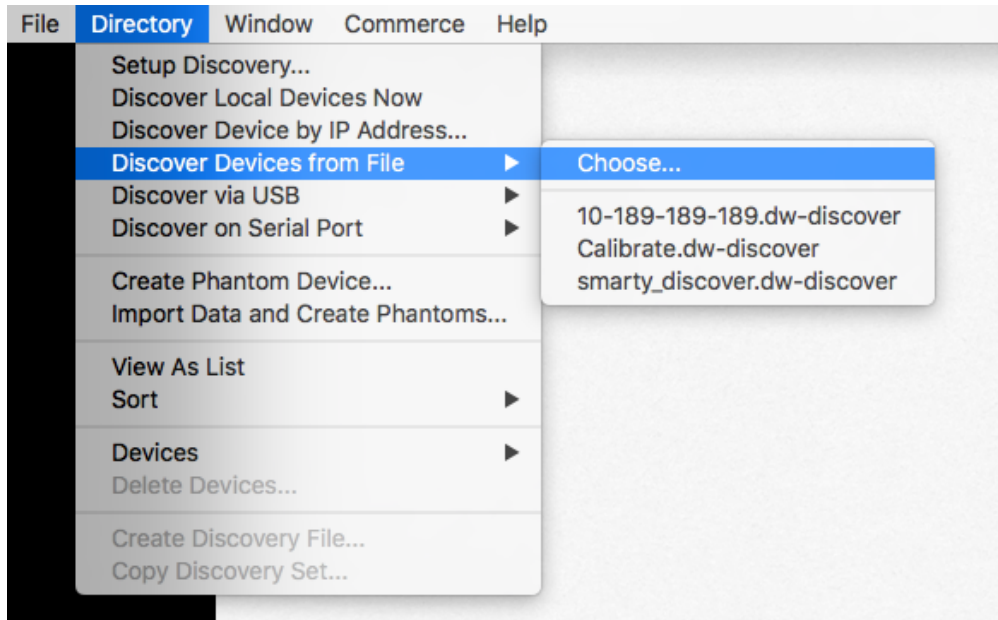 File Directory Window Commerce Help
Setup Discovery...
Discover Local Devices Now
Discover Device by IP Address...
Discover Devices from File
Discover via USB
Discover on Serial Port
Create Phantom Device...
Import Data and Create Phantoms...
View As List
Sort
Devices
Delete Devices...
Create Discovery File...
Copy Discovery Set...
Choose...
10-189-189-189.dw-discover
Calibrate.dw-discover
smarty_discover.dw-discover